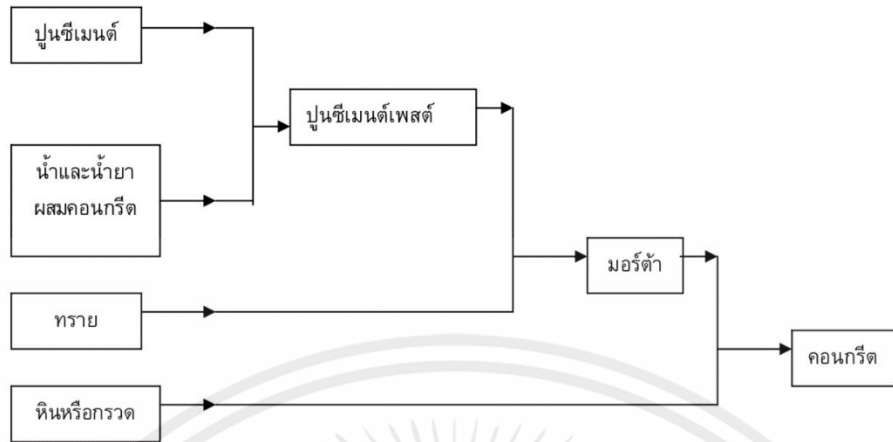 ปูนซีเมนต์
ปูนซีเมนต์เพสต์
น้ำและน้ำยา
ผสมคอนกรีต
มอร์ต้า
ทราย
คอนกรีต
หินหรือกรวด